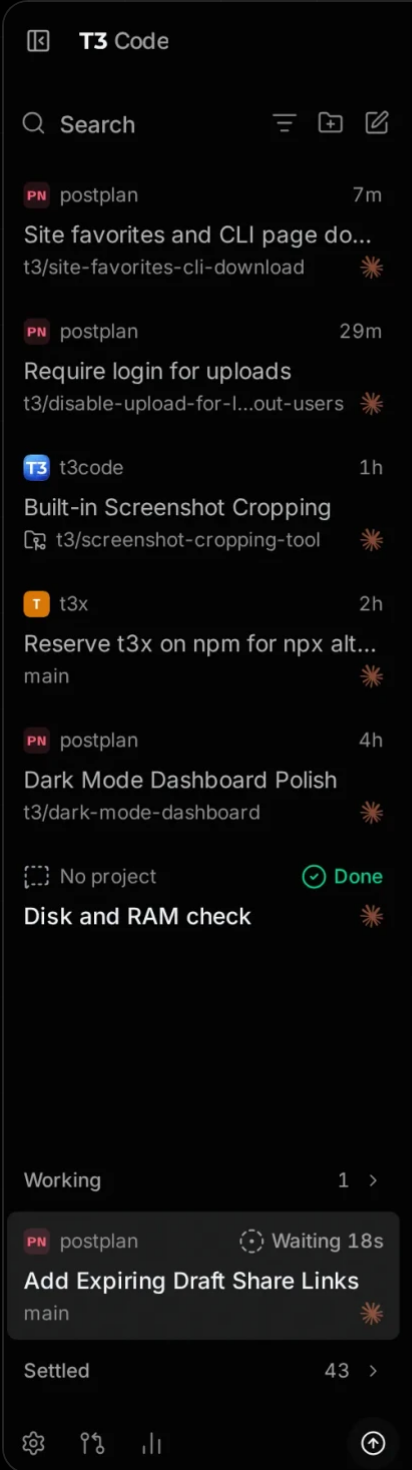 T3 Code
Search
PN postplan 7m
Site favorites and CLI page do...
t3/site-favorites-cli-download
PN postplan 29m
Require login for uploads
t3/disable-upload-for-l...out-users
T3 t3code 1h
Built-in Screenshot Cropping
t3/screenshot-cropping-tool
T t3x 2h
Reserve t3x on npm for npx alt...
main
PN postplan 4h
Dark Mode Dashboard Polish
t3/dark-mode-dashboard
No project Done
Disk and RAM check
Working 1
PN postplan Waiting 18s
Add Expiring Draft Share Links
main
Settled 43